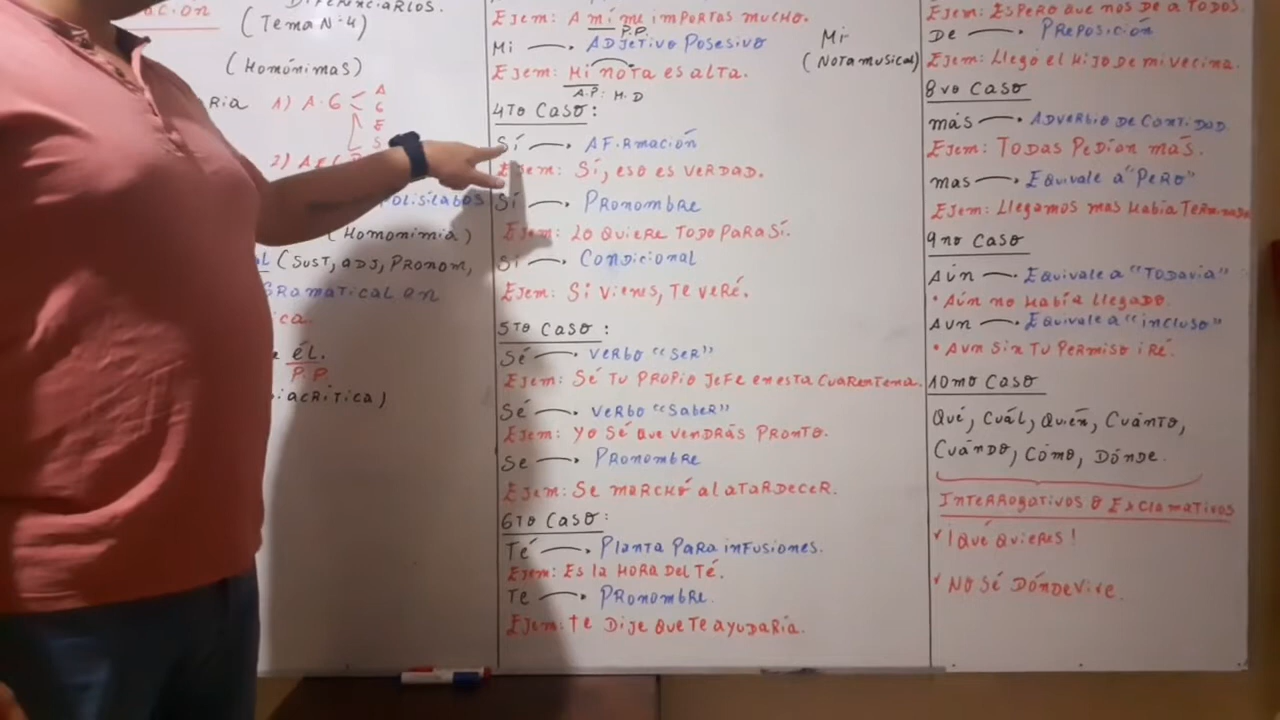 DIFERENCIARLOS.
(Tema N°4)
(Homónimas)
1) A.G
A
G
E
S
2)
POLISÍLABOS
(Homonimia)
(SUST, ADJ, PRONOM,
GRAMATICAL EN
ÉL.
P.P
Ejem: A mí me importas mucho.
P.P.
Mi → Adjetivo Posesivo
Ejem: Mi nota es alta.
A.P: M.D
Mi
(Nota musical)
4to Caso:
Sí → Afirmación
Ejem: Sí, eso es verdad.
Sí → Pronombre
Ejem: Lo quiere todo para sí.
Si → Condicional
Ejem: Si vienes, te veré.
5to Caso:
Sé → Verbo "Ser"
Ejem: Sé tu propio jefe en esta cuarentena.
Sé → Verbo "Saber"
Ejem: Yo sé que vendrás pronto.
Se → Pronombre
Ejem: Se marchó al atardecer.
6to Caso:
Té → Planta para infusiones.
Ejem: Es la hora del té.
Te → Pronombre.
Ejem: Te dije que te ayudaría.
Ejem: Espero que nos de a todos.
De → Preposición
Ejem: Llegó el hijo de mi vecina.
8vo Caso
más → Adverbio de Cantidad.
Ejem: Todas pedían más.
mas → Equivale a "Pero"
Ejem: Llegamos mas había terminado
9no Caso
Aún → Equivale a "Todavía"
• Aún no había llegado.
Aun → Equivale a "incluso"
• Aun sin tu permiso iré.
10mo Caso
Qué, Cuál, Quién, Cuánto,
Cuándo, Cómo, Dónde.
Interrogativos o Exclamativos
✓ ¡Qué quieres!
✓ No sé dónde vive.